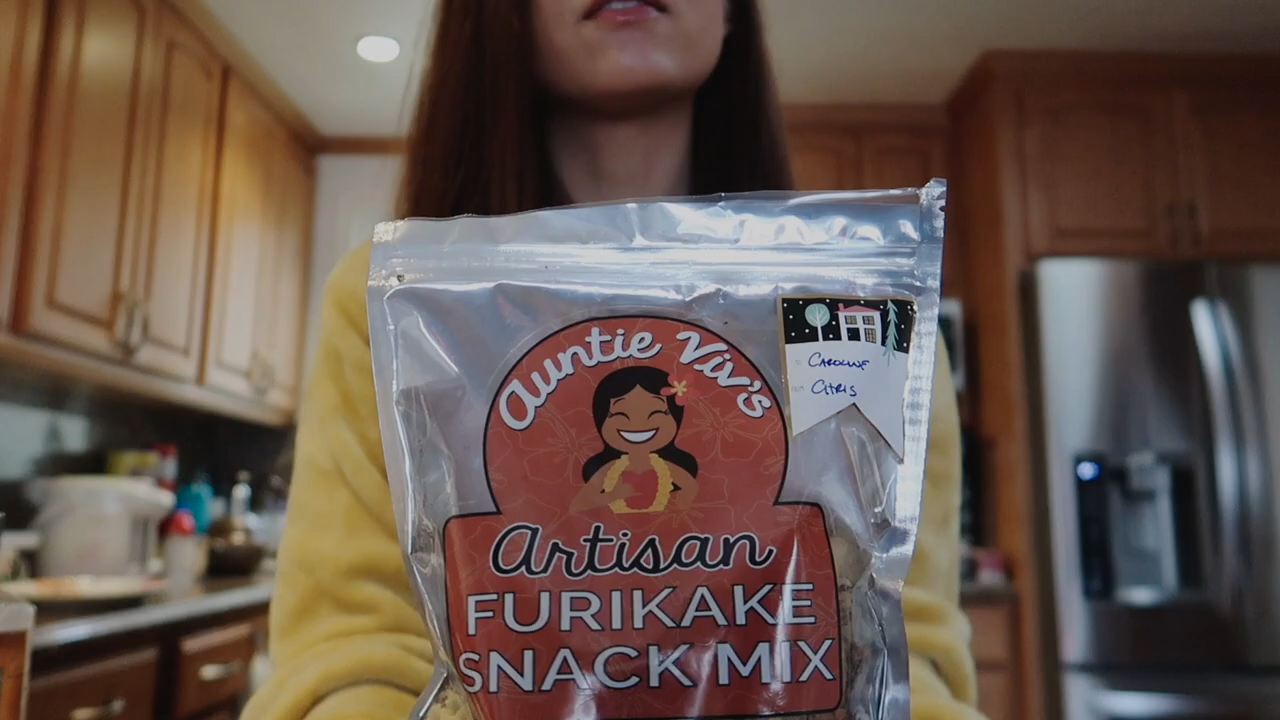 Auntie Viv's
CAROLINE
CHRIS
Artisan
FURIKAKE
SNACK MIX